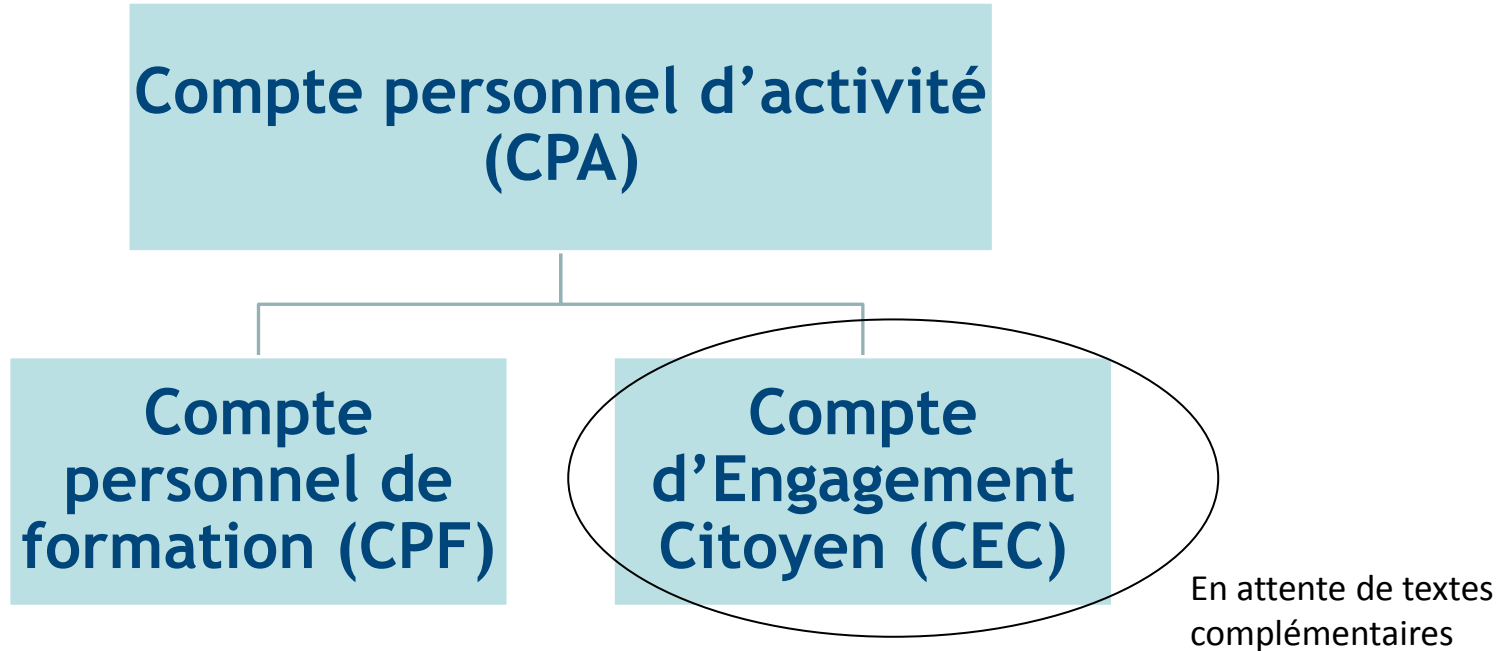 Compte personnel d’activité
(CPA)
Compte
personnel de
formation (CPF)
Compte
d’Engagement
Citoyen (CEC)
En attente de textes
complémentaires